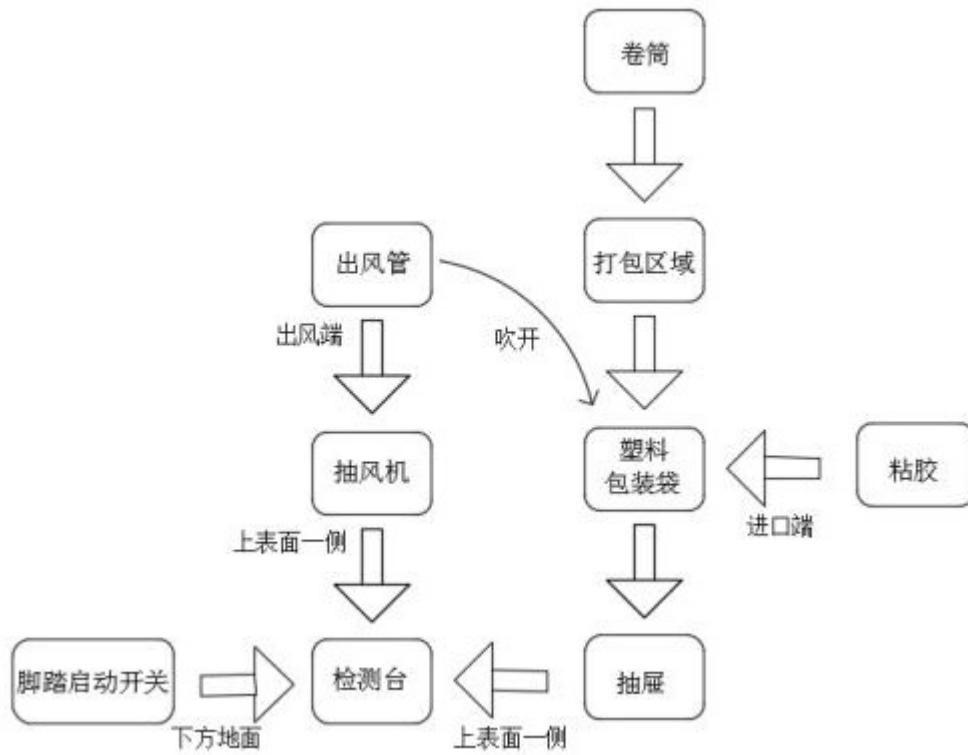 卷筒
出风管
打包区域
出风端
吹开
抽风机
塑料
包装袋
粘胶
进口端
上表面一侧
脚踏启动开关
检测台
抽屉
下方地面
上表面一侧